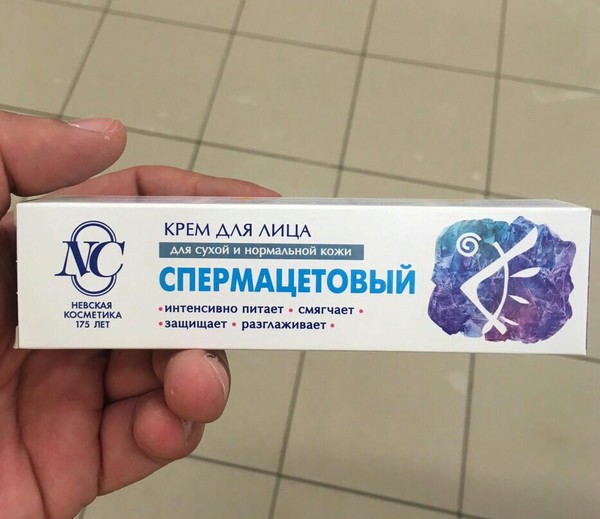 NC
НЕВСКАЯ
КОСМЕТИКА
175 ЛЕТ
КРЕМ ДЛЯ ЛИЦА
для сухой и нормальной кожи
СПЕРМАЦЕТОВЫЙ
•интенсивно питает • смягчает •
•защищает • разглаживает •